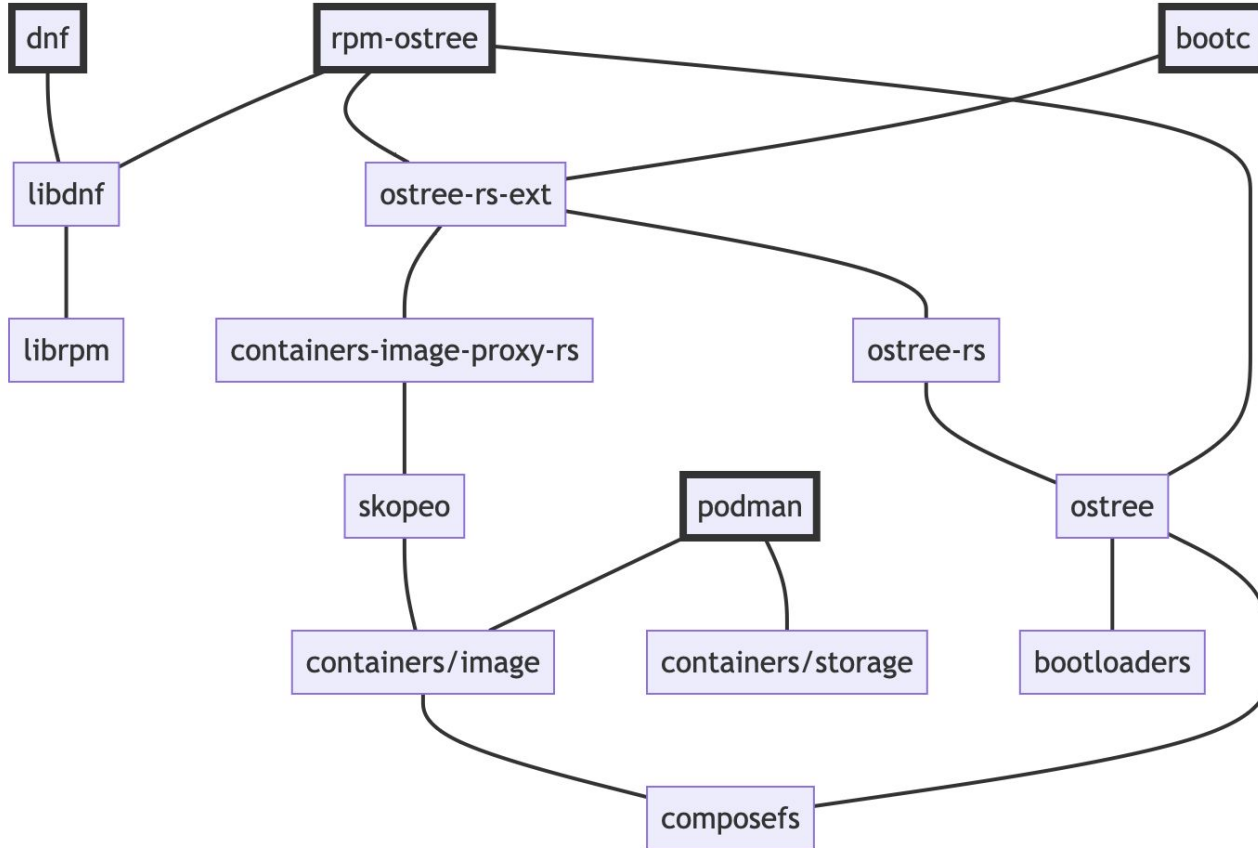 dnf
rpm-ostree
bootc
libdnf
ostree-rs-ext
librpm
containers-image-proxy-rs
ostree-rs
skopeo
podman
ostree
containers/image
containers/storage
bootloaders
composefs